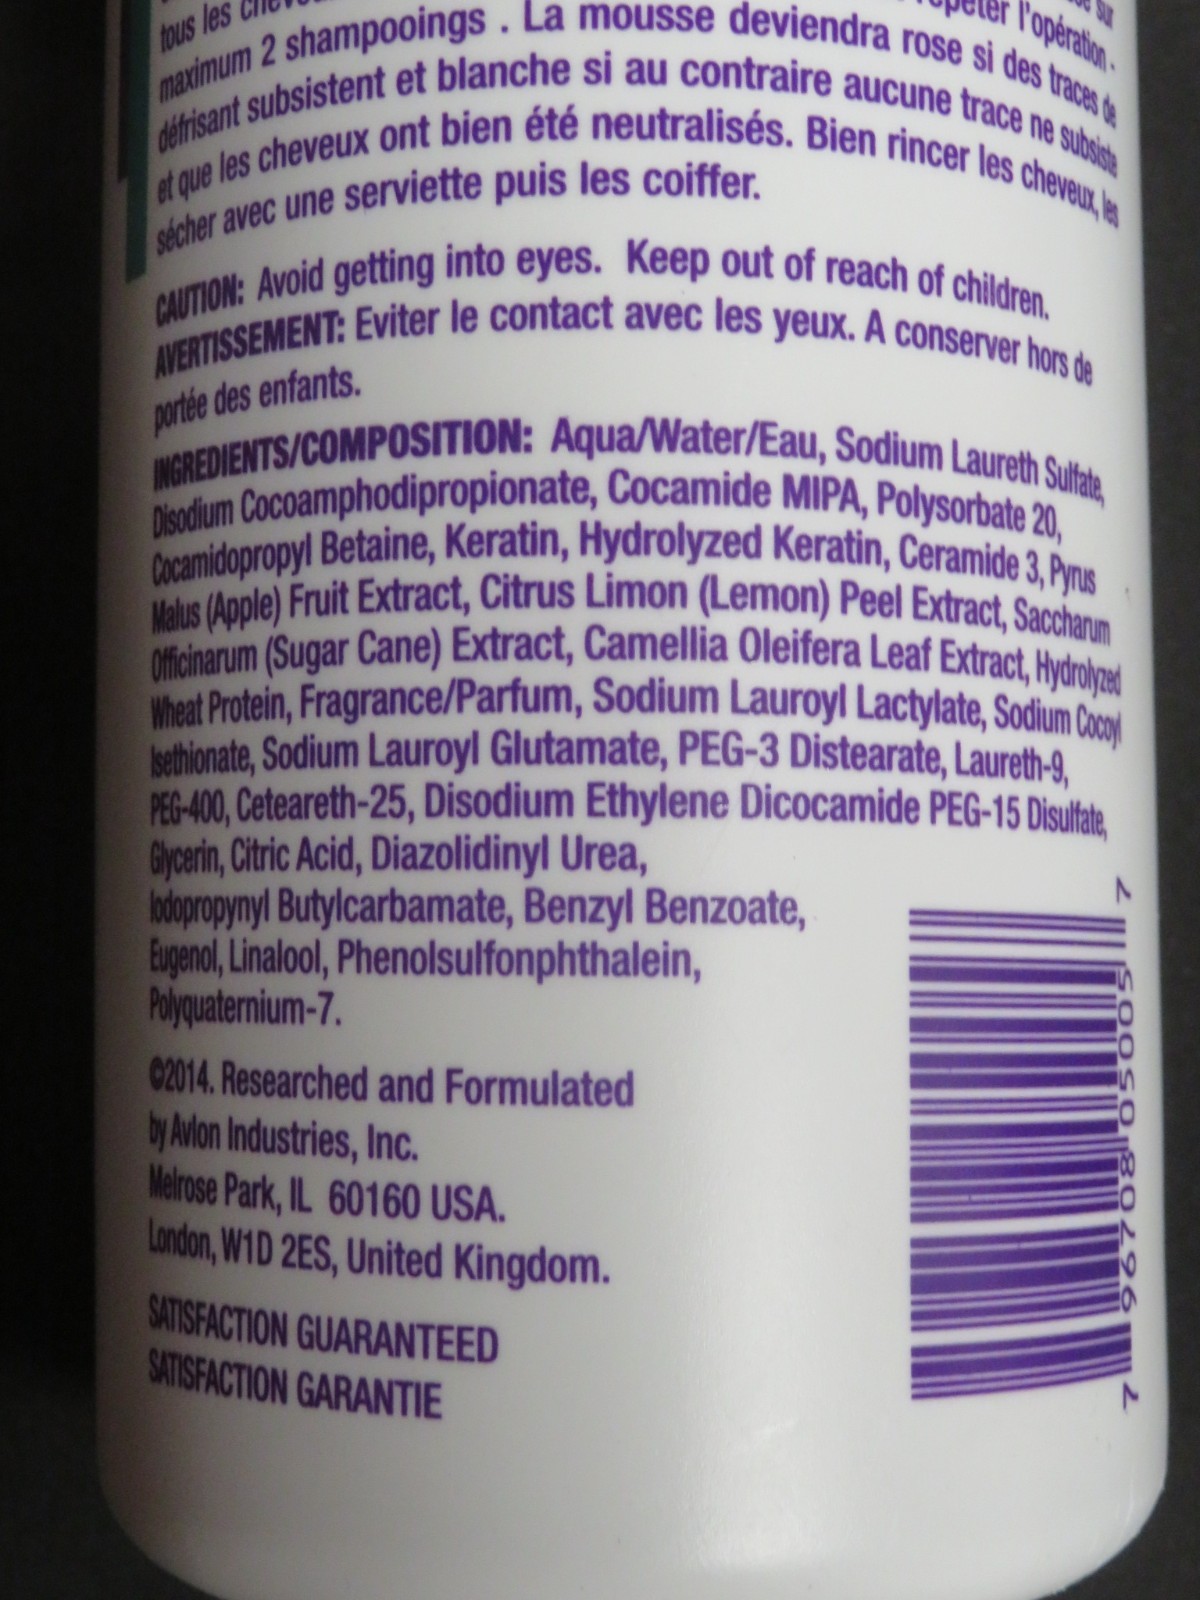 tous les
répéter l'opération -
maximum 2 shampooings . La mousse deviendra rose si des traces de
défrisant subsistent et blanche si au contraire aucune trace ne subsiste
et que les cheveux ont bien été neutralisés. Bien rincer les cheveux, les
sécher avec une serviette puis les coiffer.
CAUTION: Avoid getting into eyes. Keep out of reach of children.
AVERTISSEMENT: Eviter le contact avec les yeux. A conserver hors de
portée des enfants.
INGREDIENTS/COMPOSITION: Aqua/Water/Eau, Sodium Laureth Sulfate,
Disodium Cocoamphodipropionate, Cocamide MIPA, Polysorbate 20,
Cocamidopropyl Betaine, Keratin, Hydrolyzed Keratin, Ceramide 3, Pyrus
Malus (Apple) Fruit Extract, Citrus Limon (Lemon) Peel Extract, Saccharum
Officinarum (Sugar Cane) Extract, Camellia Oleifera Leaf Extract, Hydrolyzed
Wheat Protein, Fragrance/Parfum, Sodium Lauroyl Lactylate, Sodium Cocoyl
Isethionate, Sodium Lauroyl Glutamate, PEG-3 Distearate, Laureth-9,
PEG-400, Ceteareth-25, Disodium Ethylene Dicocamide PEG-15 Disulfate,
Glycerin, Citric Acid, Diazolidinyl Urea,
Iodopropynyl Butylcarbamate, Benzyl Benzoate,
Eugenol, Linalool, Phenolsulfonphthalein,
Polyquaternium-7.
©2014. Researched and Formulated
by Avlon Industries, Inc.
Melrose Park, IL 60160 USA.
London, W1D 2ES, United Kingdom.
SATISFACTION GUARANTEED
SATISFACTION GARANTIE
7 96708 05005 7